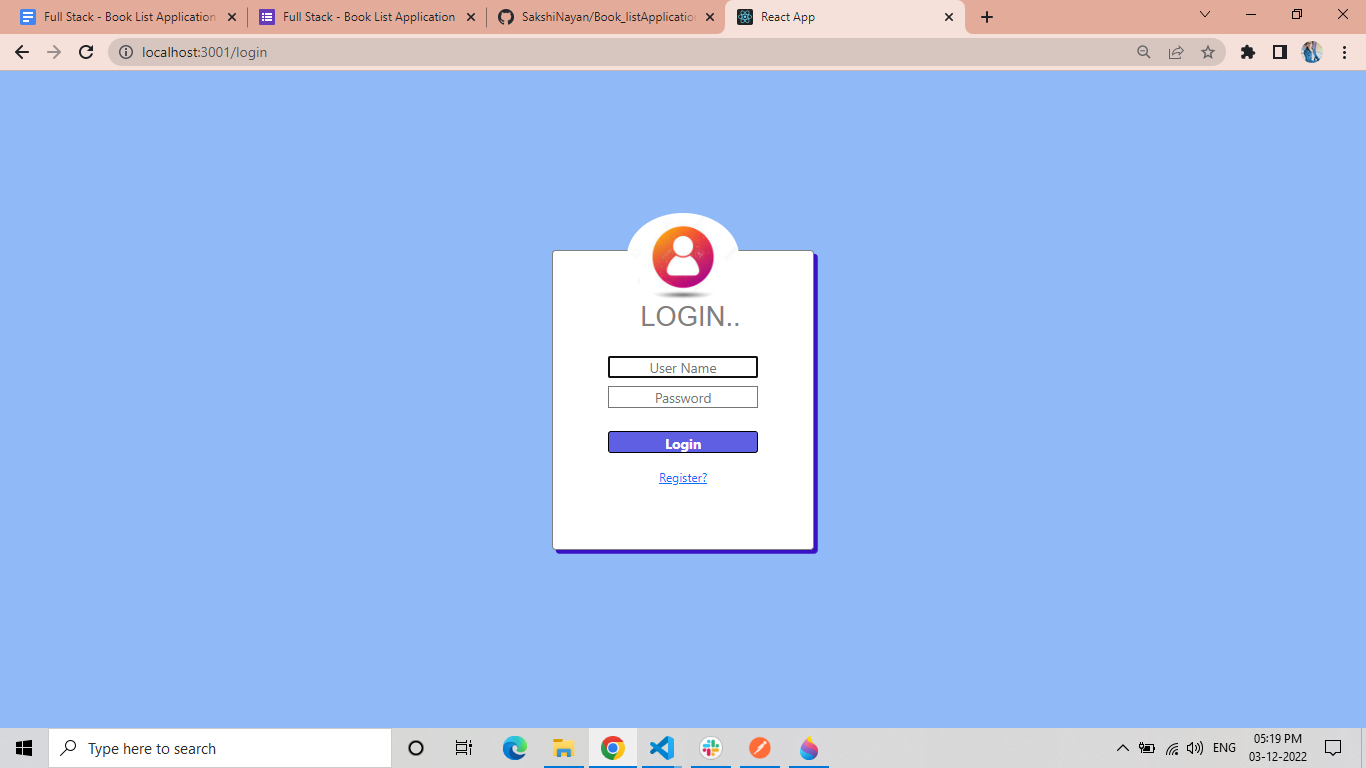 Full Stack - Book List Application
Full Stack - Book List Application
SakshiNayan/Book_listApplication
React App
localhost:3001/login
LOGIN..
User Name
Password
Login
Register?
Type here to search
ENG
05:19 PM
03-12-2022